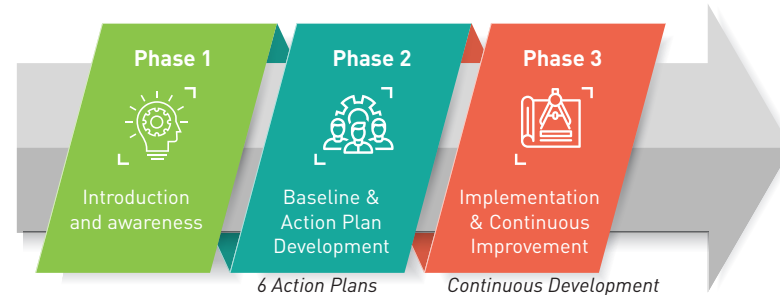 Phase 1
Introduction
and awareness
Phase 2
Baseline &
Action Plan
Development
6 Action Plans
Phase 3
Implementation
& Continuous
Improvement
Continuous Development